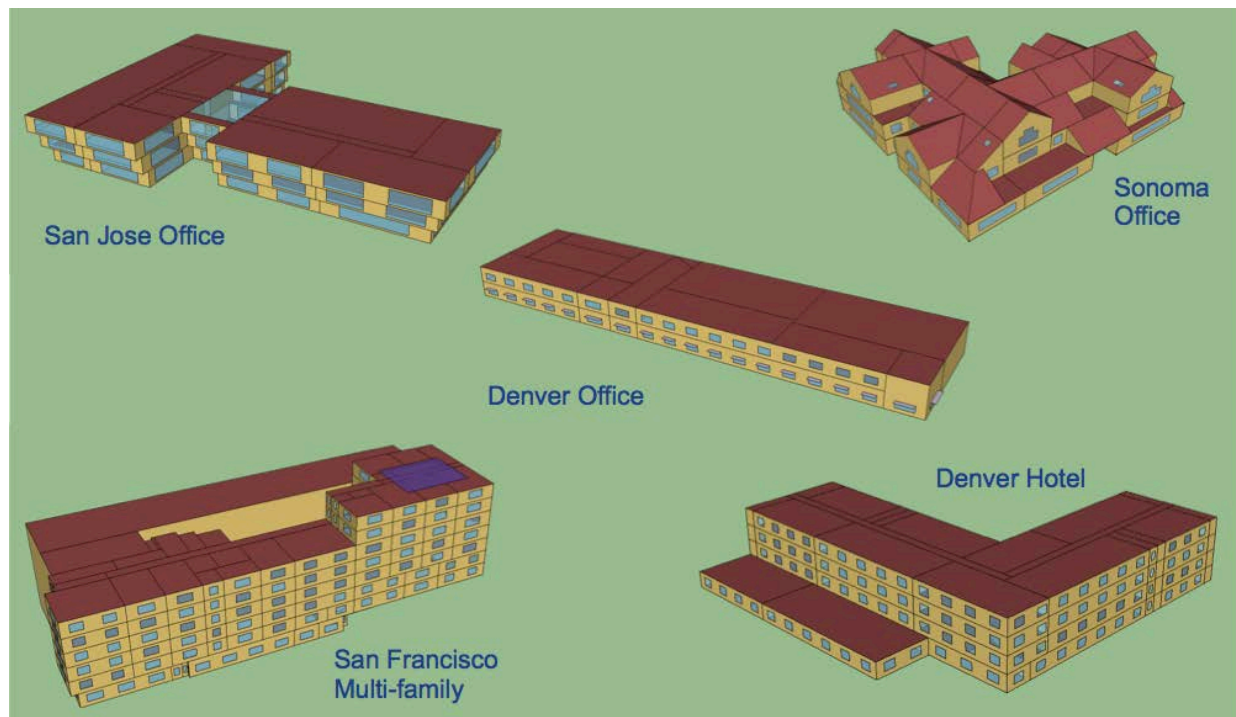 San Jose Office
Sonoma
Office
Denver Office
Denver Hotel
San Francisco
Multi-family